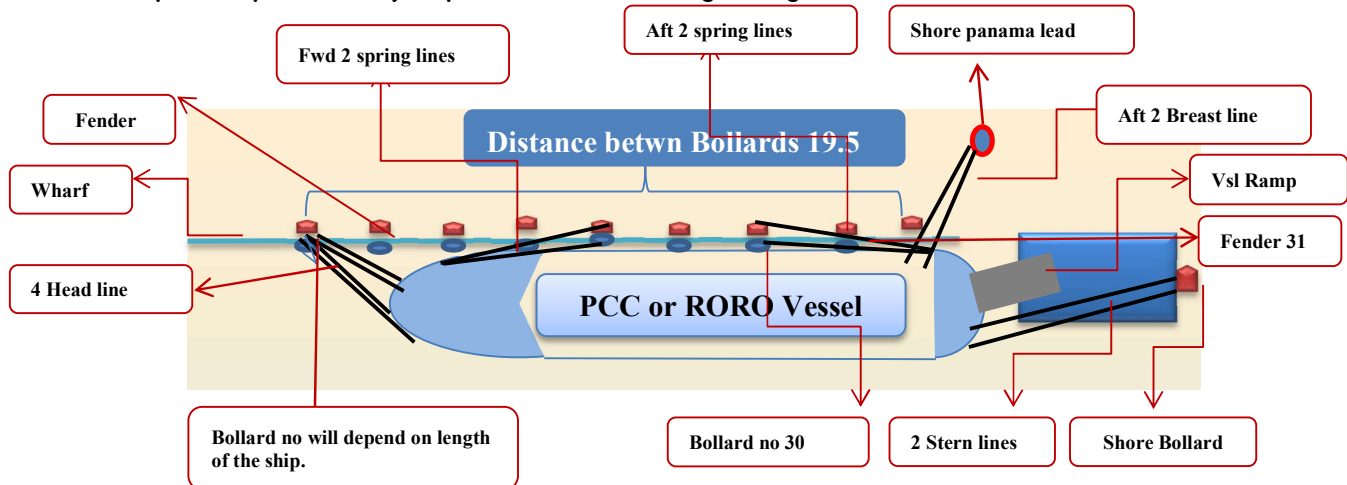 Fwd 2 spring lines
Aft 2 spring lines
Shore panama lead
Fender
Aft 2 Breast line
Distance betwn Bollards 19.5
Wharf
Vsl Ramp
Fender 31
4 Head line
PCC or RORO Vessel
Bollard no will depend on length
of the ship.
Bollard no 30
2 Stern lines
Shore Bollard